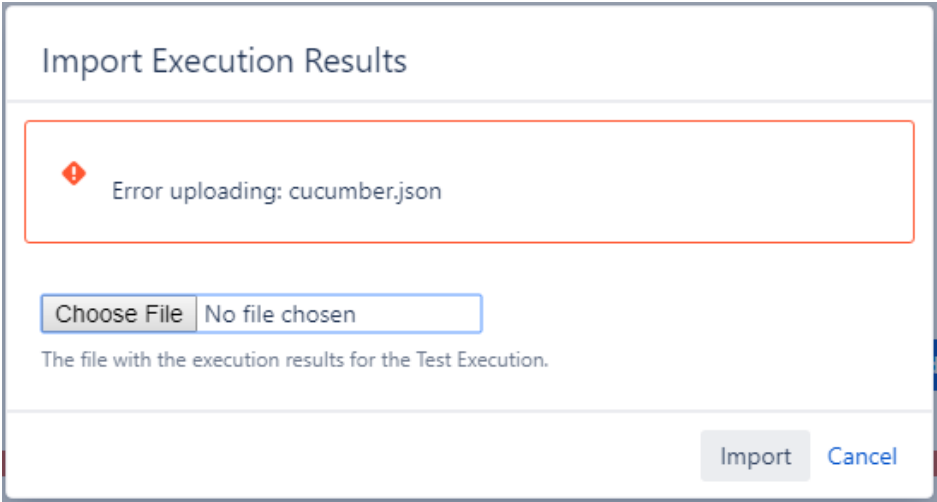 Import Execution Results
Error uploading: cucumber.json
Choose File No file chosen
The file with the execution results for the Test Execution.
Import Cancel